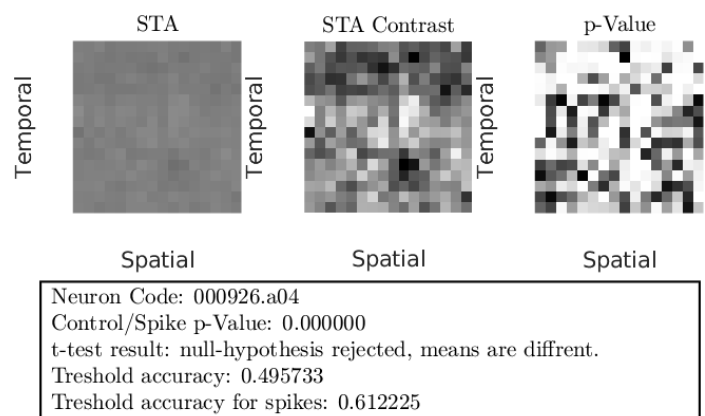 STA
STA Contrast
p-Value
Temporal
Temporal
Temporal
Spatial
Spatial
Spatial
Neuron Code: 000926.a04
Control/Spike p-Value: 0.000000
t-test result: null-hypothesis rejected, means are diffrent.
Treshold accuracy: 0.495733
Treshold accuracy for spikes: 0.612225